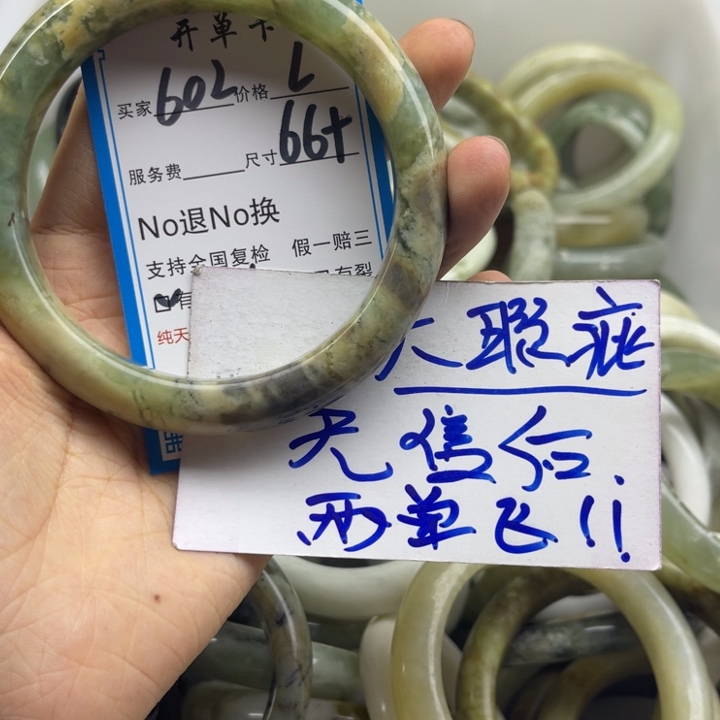 开单卡
买家 602 价格 L
服务费 尺寸 66+
No退No换
支持全国复检 假一赔三
有
纯天
大瑕疵
无售后
两单飞!!